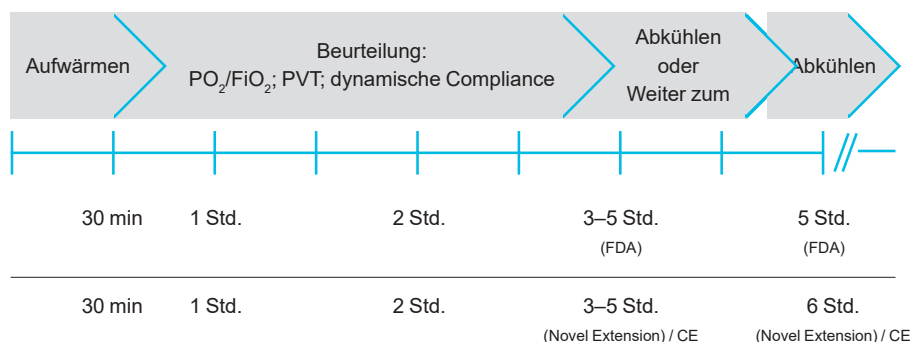 Aufwärmen
Beurteilung:
PO₂/FiO₂; PVT; dynamische Compliance
Abkühlen
oder
Weiter zum
Abkühlen
30 min 1 Std. 2 Std. 3–5 Std. 5 Std.
(FDA) (FDA)
30 min 1 Std. 2 Std. 3–5 Std. 6 Std.
(Novel Extension) / CE (Novel Extension) / CE